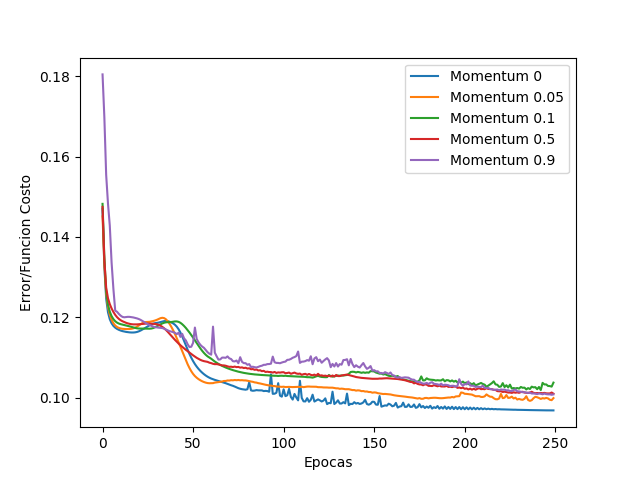 0.18
0.16
0.14
0.12
0.10
Error/Funcion Costo
0 50 100 150 200 250
Epocas
Momentum 0
Momentum 0.05
Momentum 0.1
Momentum 0.5
Momentum 0.9